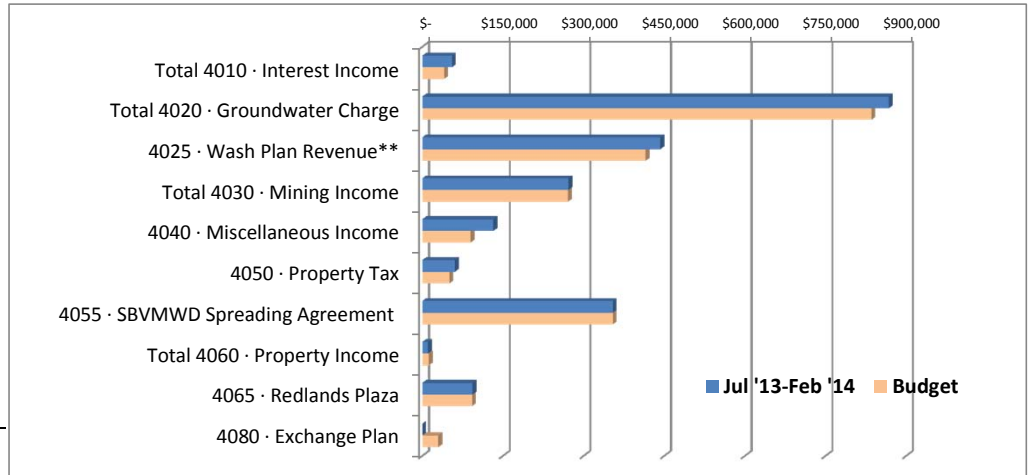 $- $150,000 $300,000 $450,000 $600,000 $750,000 $900,000
Total 4010 · Interest Income
Total 4020 · Groundwater Charge
4025 · Wash Plan Revenue**
Total 4030 · Mining Income
4040 · Miscellaneous Income
4050 · Property Tax
4055 · SBVMWD Spreading Agreement
Total 4060 · Property Income
4065 · Redlands Plaza
4080 · Exchange Plan
Jul '13-Feb '14 Budget